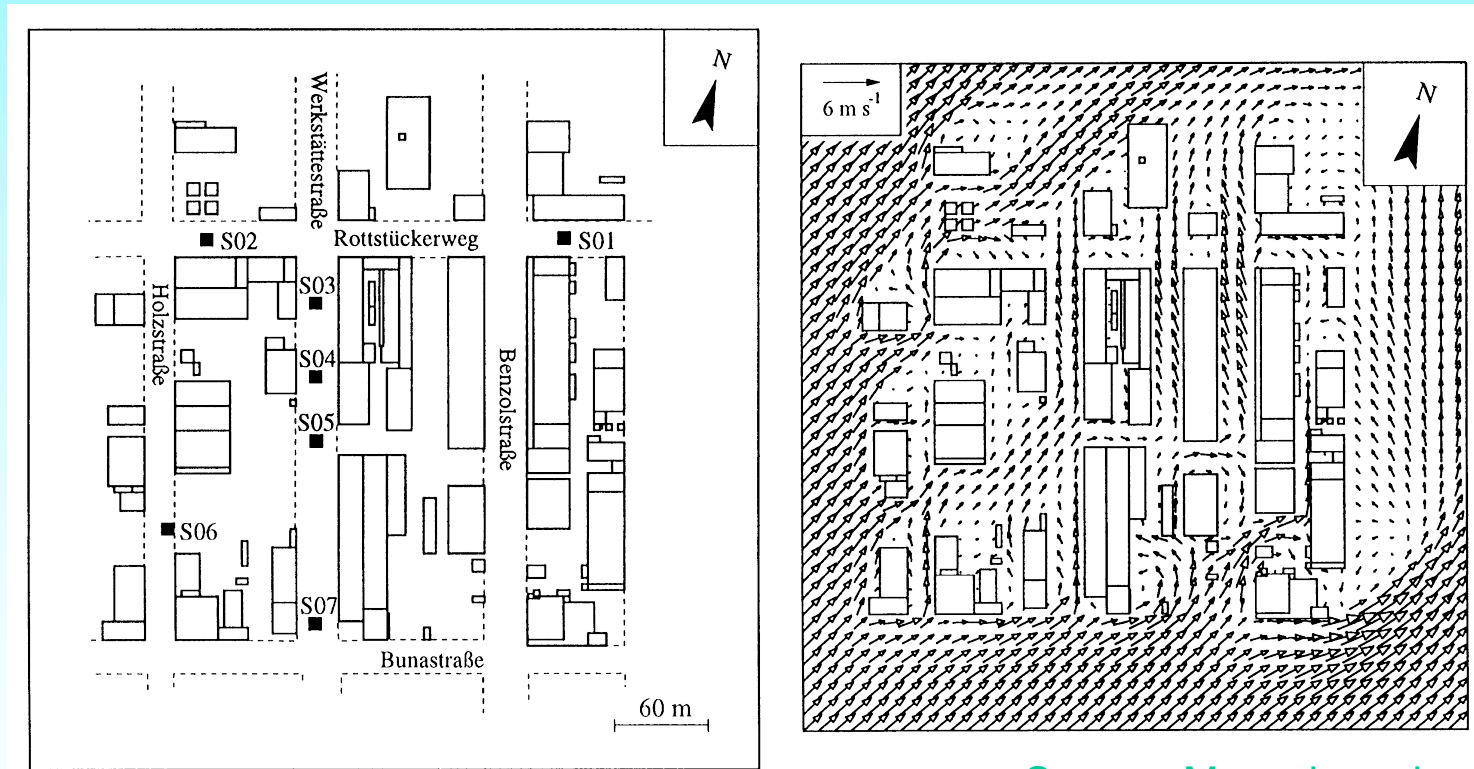 N
Werkstättestraße
S02
Rottstückerweg
S01
S03
Holzstraße
S04
Benzolstraße
S05
S06
S07
Bunastraße
60 m
6 m s⁻¹
N